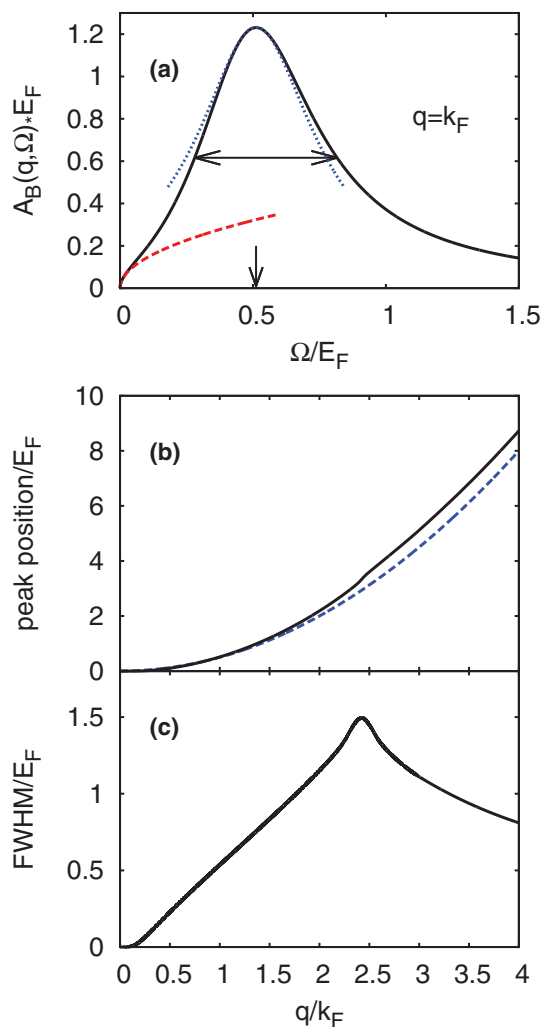 1.2
1
0.8
0.6
0.4
0.2
0
A_B(q,Ω)*E_F
(a)
q=k_F
0 0.5 1 1.5
Ω/E_F
10
8
6
4
2
0
peak position/E_F
(b)
1.5
1
0.5
0
FWHM/E_F
(c)
0 0.5 1 1.5 2 2.5 3 3.5 4
q/k_F